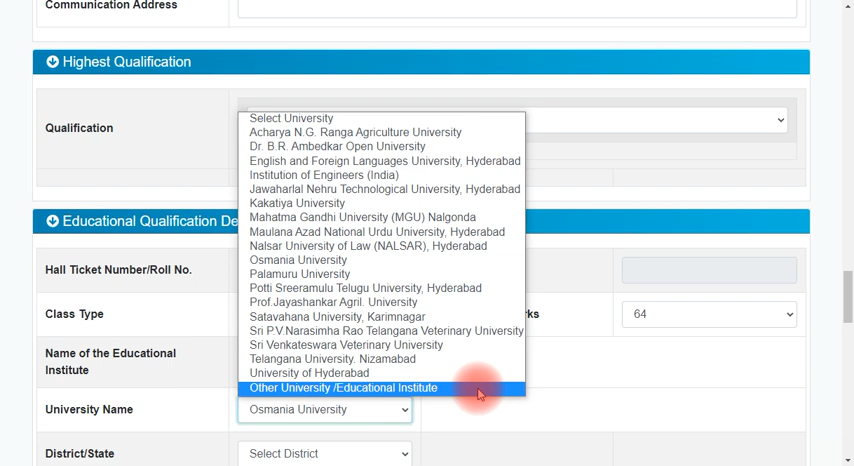 Communication Address
Highest Qualification
Qualification
Select University
Acharya N.G. Ranga Agriculture University
Dr. B.R. Ambedkar Open University
English and Foreign Languages University, Hyderabad
Institution of Engineers (India)
Jawaharlal Nehru Technological University, Hyderabad
Kakatiya University
Mahatma Gandhi University (MGU) Nalgonda
Maulana Azad National Urdu University, Hyderabad
Nalsar University of Law (NALSAR), Hyderabad
Osmania University
Palamuru University
Potti Sreeramulu Telugu University, Hyderabad
Prof.Jayashankar Agril. University
Satavahana University, Karimnagar
Sri P.V.Narasimha Rao Telangana Veterinary University
Sri Venkateswara Veterinary University
Telangana University. Nizamabad
University of Hyderabad
Other University /Educational Institute
Educational Qualification De
Hall Ticket Number/Roll No.
Class Type
ks
64
Name of the Educational
Institute
University Name
Osmania University
District/State
Select District